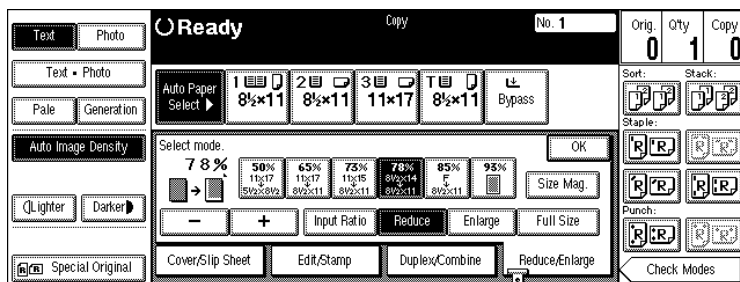 Text Photo
Text • Photo
Pale Generation
Auto Image Density
Lighter Darker
Special Original
Ready
Copy
No. 1
Orig. Q'ty Copy
0 1 0
Auto Paper Select
1 8½×11
2 8½×11
3 11×17
T 8½×11
Bypass
Select mode.
OK
78%
50% 11×17 5½×8½
65% 11×17 8½×11
73% 11×15 8½×11
78% 8½×14 8½×11
85% F 8½×11
93%
Size Mag.
− + Input Ratio Reduce Enlarge Full Size
Cover/Slip Sheet Edit/Stamp Duplex/Combine Reduce/Enlarge
Sort: Stack:
Staple:
Punch:
Check Modes